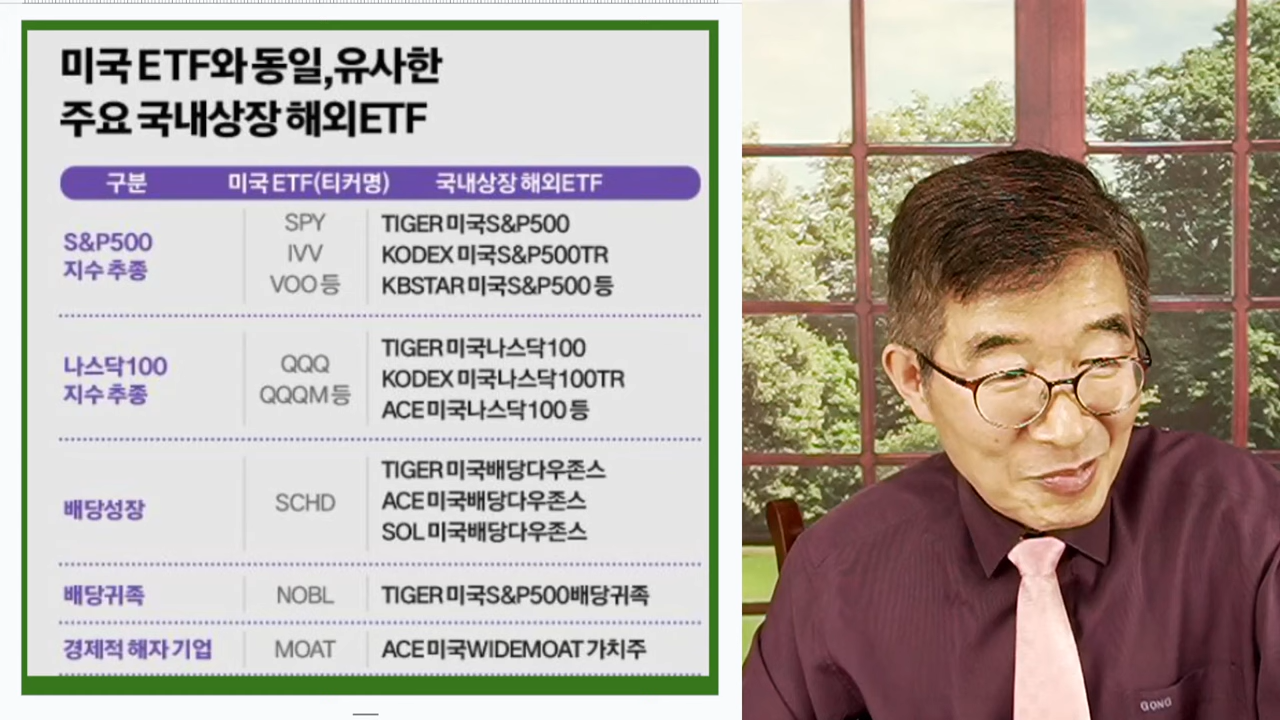 미국 ETF와 동일,유사한
주요 국내상장 해외ETF
구분 미국 ETF(티커명) 국내상장 해외ETF
S&P500
지수 추종
SPY
IVV
VOO 등
TIGER 미국S&P500
KODEX 미국S&P500TR
KBSTAR 미국S&P500 등
나스닥100
지수 추종
QQQ
QQQM 등
TIGER 미국나스닥100
KODEX 미국나스닥100TR
ACE 미국나스닥100 등
배당성장
SCHD
TIGER 미국배당다우존스
ACE 미국배당다우존스
SOL 미국배당다우존스
배당귀족 NOBL TIGER 미국S&P500배당귀족
경제적 해자 기업 MOAT ACE 미국WIDEMOAT 가치주
GONG